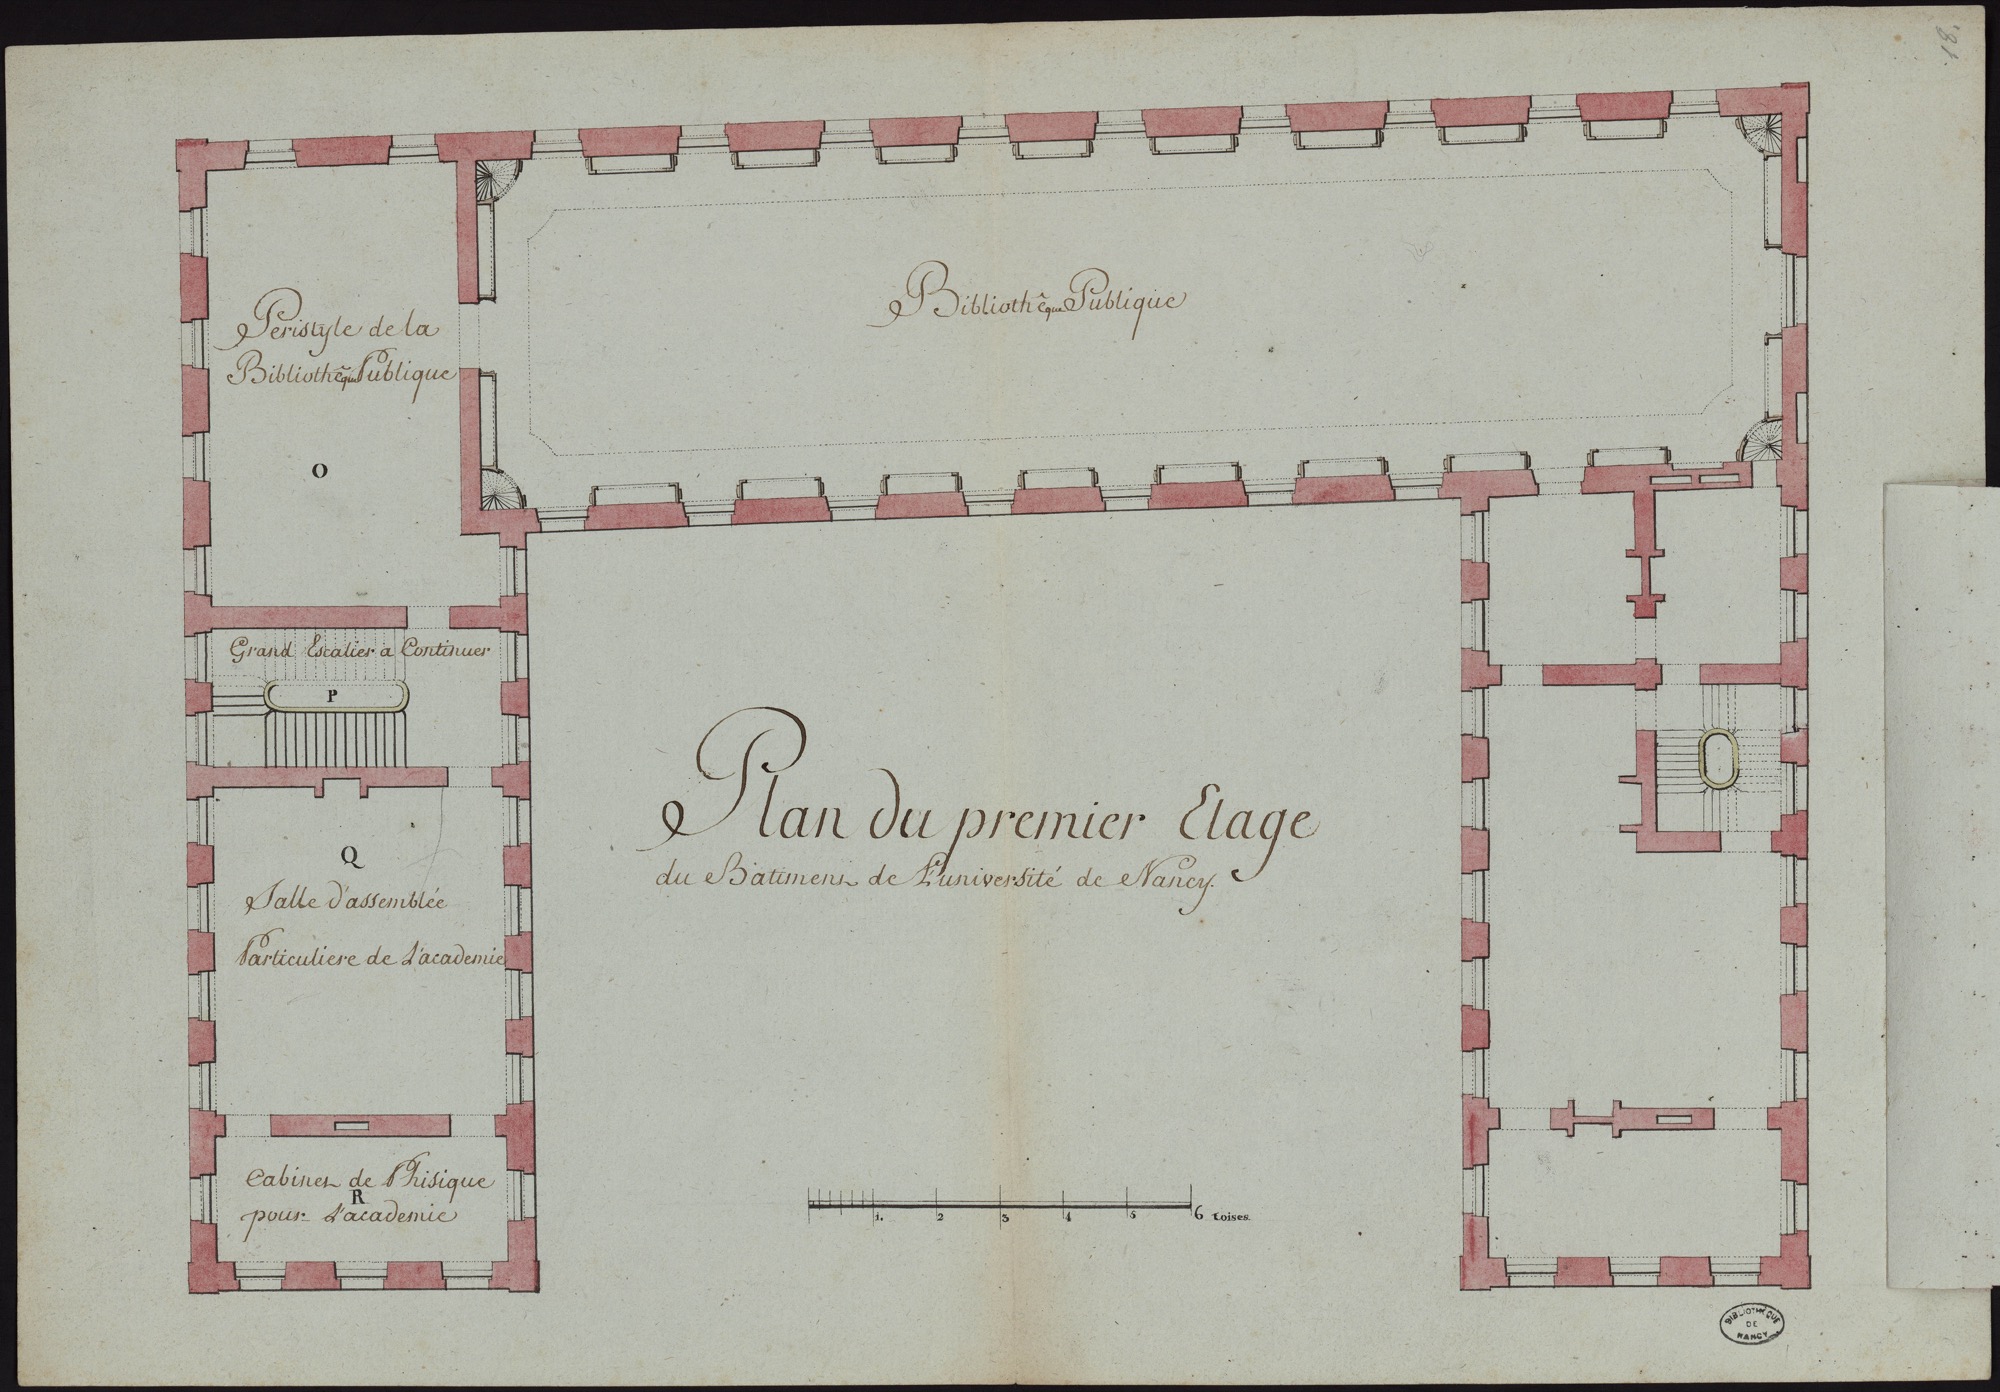 18.
Bibliothêque Publique
Peristyle de la
Bibliothêque Publique
O
Grand Escalier a Continuer
P
Plan du premier Etage
du Batiment de L'université de Nancy.
Q
Salle d'assemblée
Particuliere de L'academie
Cabinet de Phisique
R
pour L'academie
1. 2 3 4 5 6 toises.
BIBLIOTHÈQUE
DE
NANCY